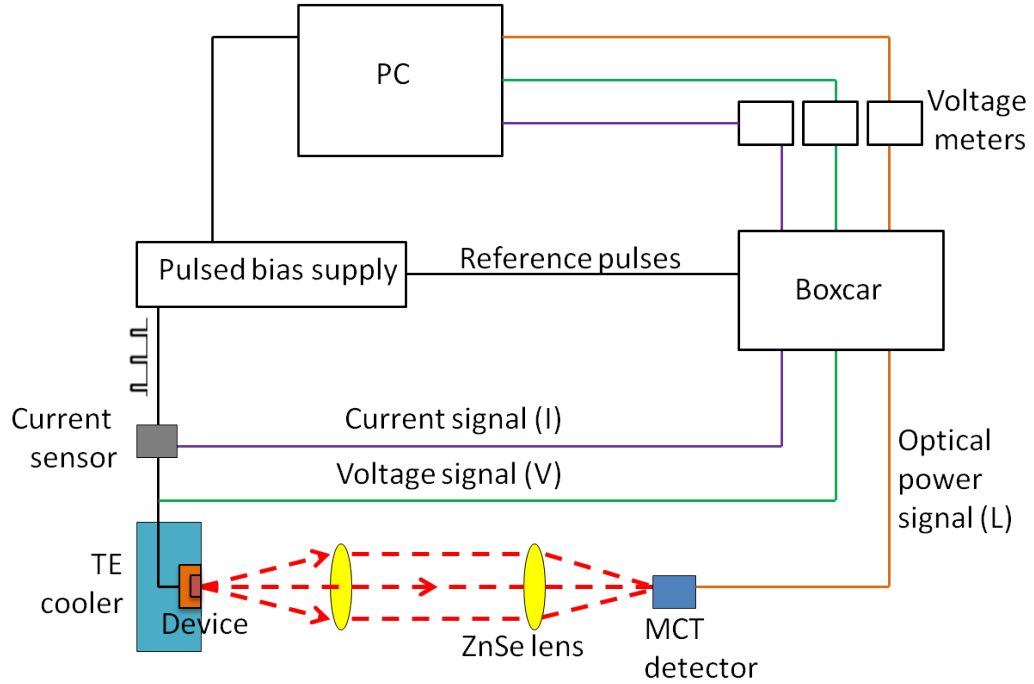 PC
Voltage
meters
Pulsed bias supply
Reference pulses
Boxcar
Current
sensor
Current signal (I)
Voltage signal (V)
Optical
power
signal (L)
TE
cooler
Device
ZnSe lens
MCT
detector